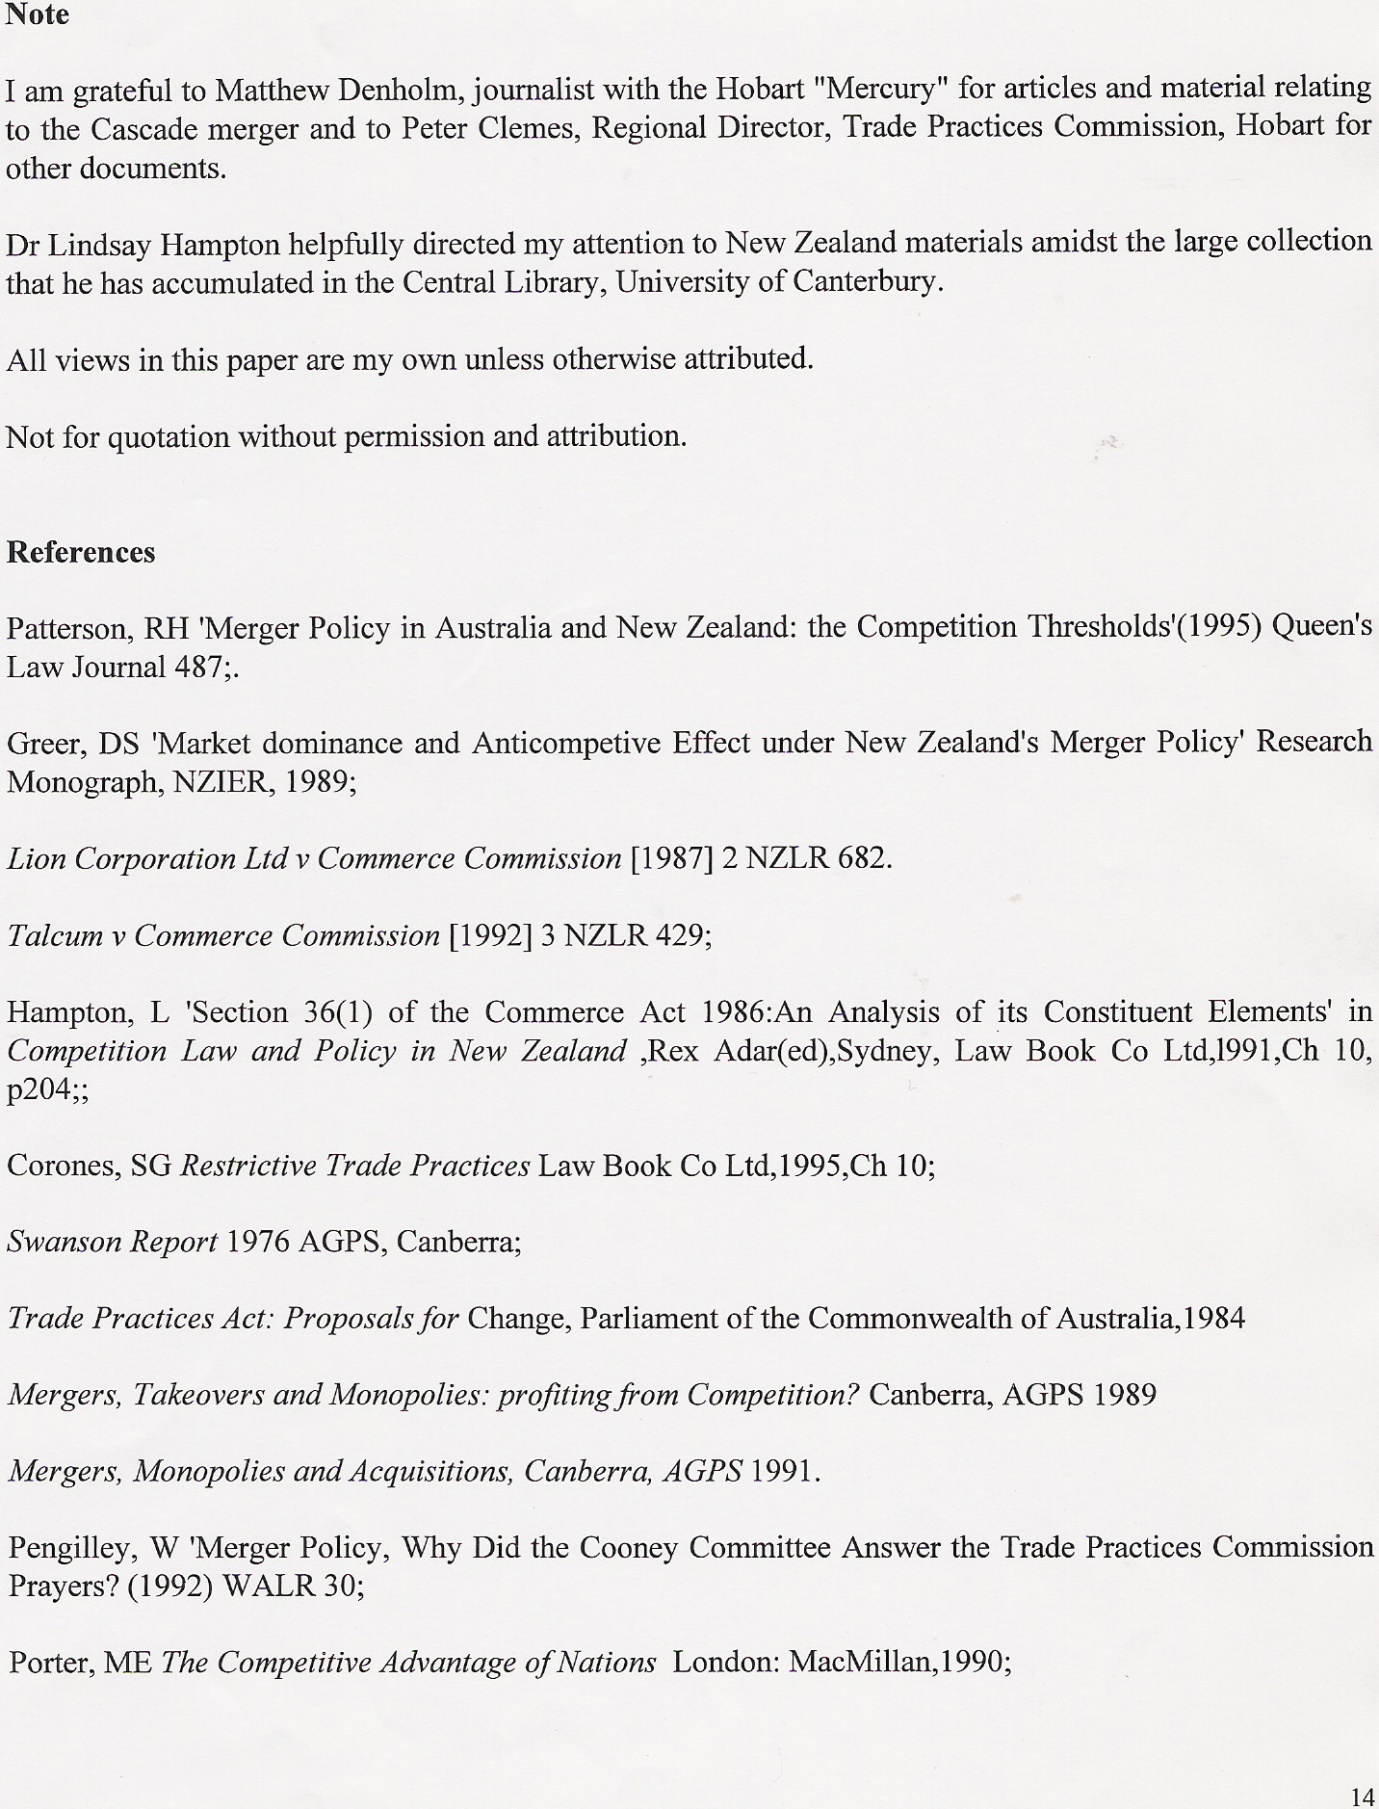 Note
I am grateful to Matthew Denholm, journalist with the Hobart "Mercury" for articles and material relating
to the Cascade merger and to Peter Clemes, Regional Director, Trade Practices Commission, Hobart for
other documents.
Dr Lindsay Hampton helpfully directed my attention to New Zealand materials amidst the large collection
that he has accumulated in the Central Library, University of Canterbury.
All views in this paper are my own unless otherwise attributed.
Not for quotation without permission and attribution.
References
Patterson, RH 'Merger Policy in Australia and New Zealand: the Competition Thresholds'(1995) Queen's
Law Journal 487;.
Greer, DS 'Market dominance and Anticompetive Effect under New Zealand's Merger Policy' Research
Monograph, NZIER, 1989;
Lion Corporation Ltd v Commerce Commission [1987] 2 NZLR 682.
Talcum v Commerce Commission [1992] 3 NZLR 429;
Hampton, L 'Section 36(1) of the Commerce Act 1986:An Analysis of its Constituent Elements' in
Competition Law and Policy in New Zealand ,Rex Adar(ed),Sydney, Law Book Co Ltd,l991,Ch 10,
p204;;
Corones, SG Restrictive Trade Practices Law Book Co Ltd,1995,Ch 10;
Swanson Report 1976 AGPS, Canberra;
Trade Practices Act: Proposals for Change, Parliament of the Commonwealth of Australia,1984
Mergers, Takeovers and Monopolies: profiting from Competition? Canberra, AGPS 1989
Mergers, Monopolies and Acquisitions, Canberra, AGPS 1991.
Pengilley, W 'Merger Policy, Why Did the Cooney Committee Answer the Trade Practices Commission
Prayers? (1992) WALR 30;
Porter, ME The Competitive Advantage of Nations London: MacMillan,1990;
14